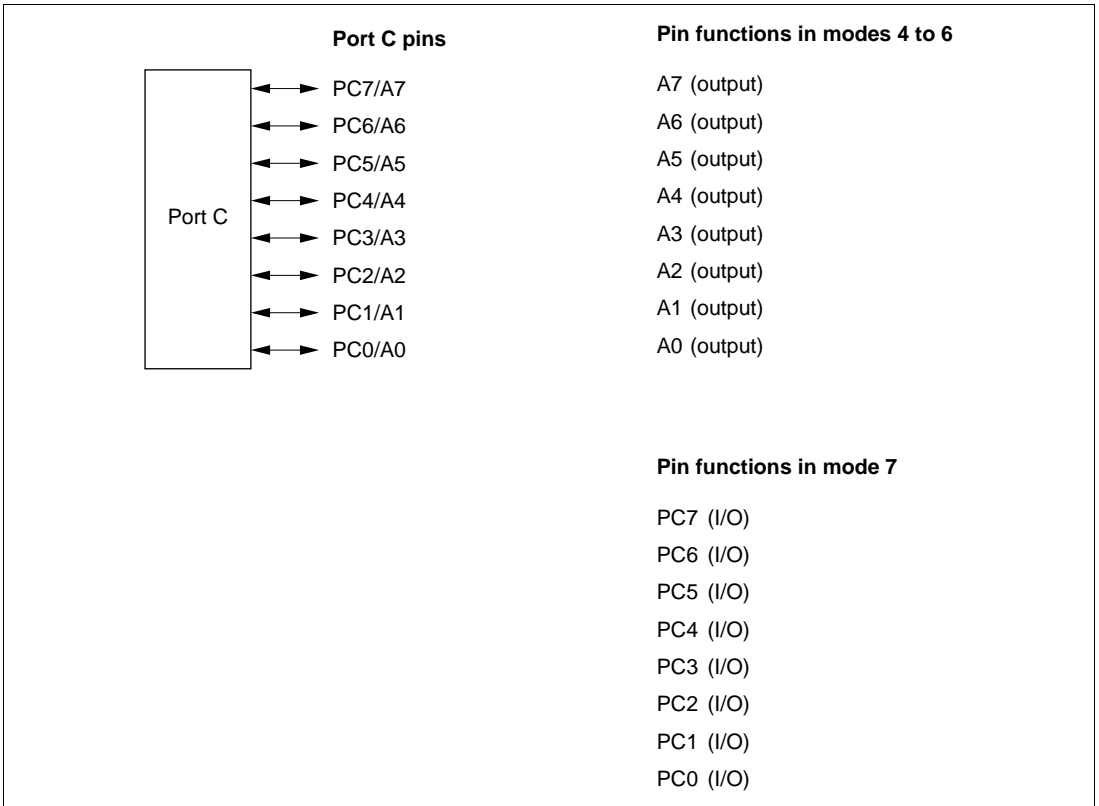 Port C pins
Port C
PC7/A7
PC6/A6
PC5/A5
PC4/A4
PC3/A3
PC2/A2
PC1/A1
PC0/A0
Pin functions in modes 4 to 6
A7 (output)
A6 (output)
A5 (output)
A4 (output)
A3 (output)
A2 (output)
A1 (output)
A0 (output)
Pin functions in mode 7
PC7 (I/O)
PC6 (I/O)
PC5 (I/O)
PC4 (I/O)
PC3 (I/O)
PC2 (I/O)
PC1 (I/O)
PC0 (I/O)